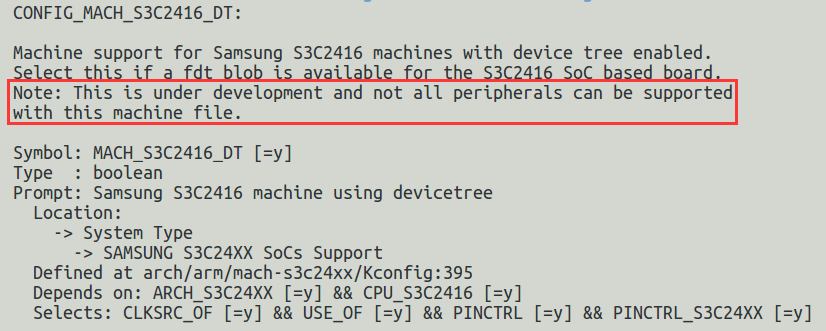 CONFIG_MACH_S3C2416_DT:
Machine support for Samsung S3C2416 machines with device tree enabled.
Select this if a fdt blob is available for the S3C2416 SoC based board.
Note: This is under development and not all peripherals can be supported
with this machine file.
Symbol: MACH_S3C2416_DT [=y]
Type  : boolean
Prompt: Samsung S3C2416 machine using devicetree
  Location:
    -> System Type
      -> SAMSUNG S3C24XX SoCs Support
  Defined at arch/arm/mach-s3c24xx/Kconfig:395
  Depends on: ARCH_S3C24XX [=y] && CPU_S3C2416 [=y]
  Selects: CLKSRC_OF [=y] && USE_OF [=y] && PINCTRL [=y] && PINCTRL_S3C24XX [=y]